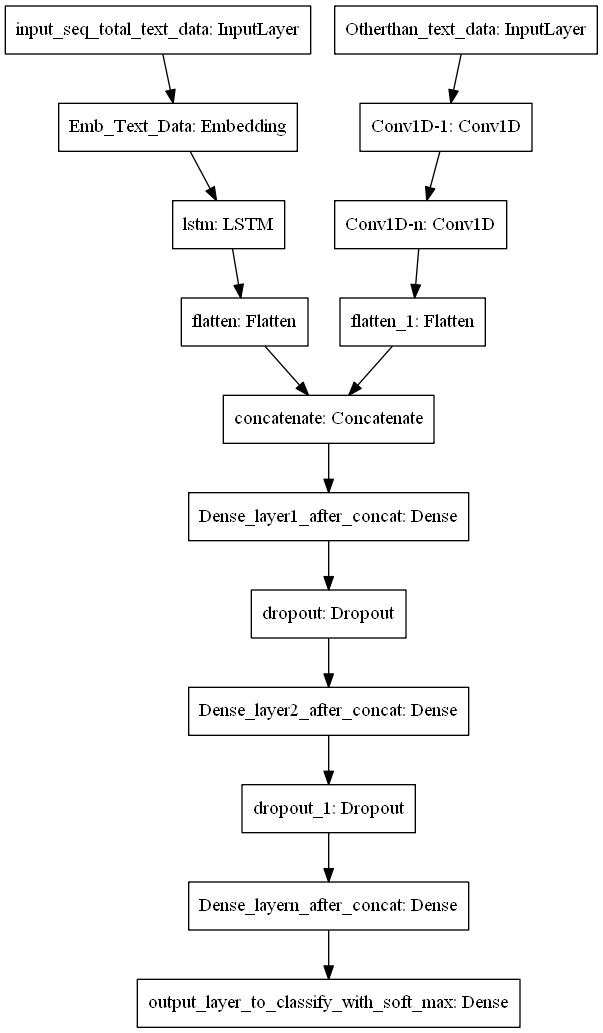 input_seq_total_text_data: InputLayer
Otherthan_text_data: InputLayer
Emb_Text_Data: Embedding
Conv1D-1: Conv1D
lstm: LSTM
Conv1D-n: Conv1D
flatten: Flatten
flatten_1: Flatten
concatenate: Concatenate
Dense_layer1_after_concat: Dense
dropout: Dropout
Dense_layer2_after_concat: Dense
dropout_1: Dropout
Dense_layern_after_concat: Dense
output_layer_to_classify_with_soft_max: Dense